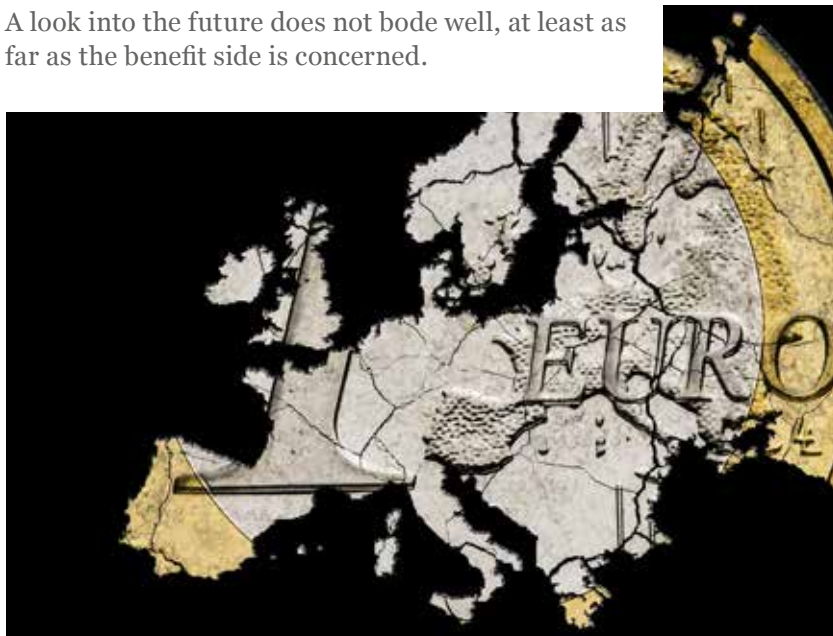 A look into the future does not bode well, at least as
far as the benefit side is concerned.
1 EURO